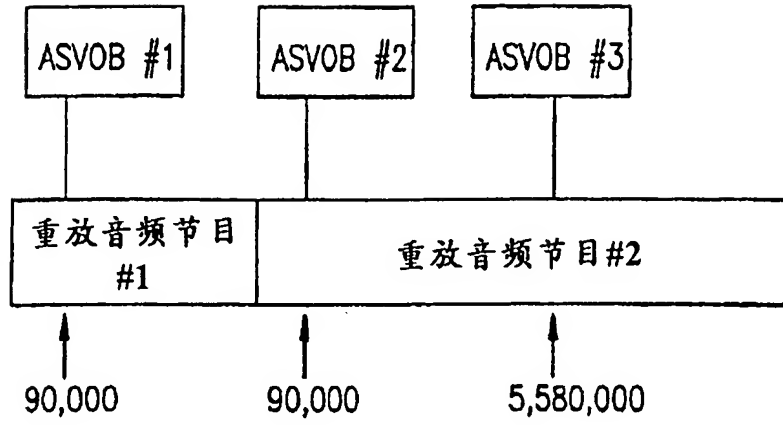 ASVOB #1
ASVOB #2
ASVOB #3
重放音频节目
#1
重放音频节目#2
90,000
90,000
5,580,000